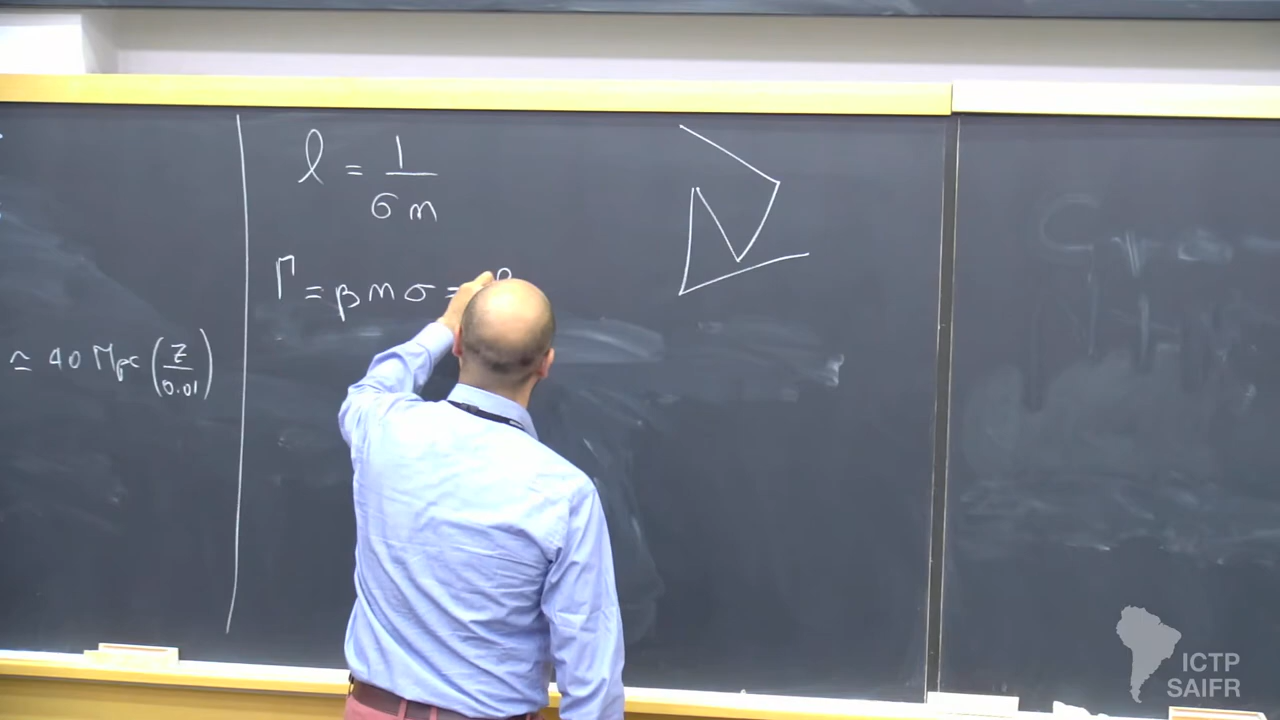 l = 1/σn
Γ = βnσ = β
≃ 40 Mpc (z/0.01)
ICTP
SAIFR